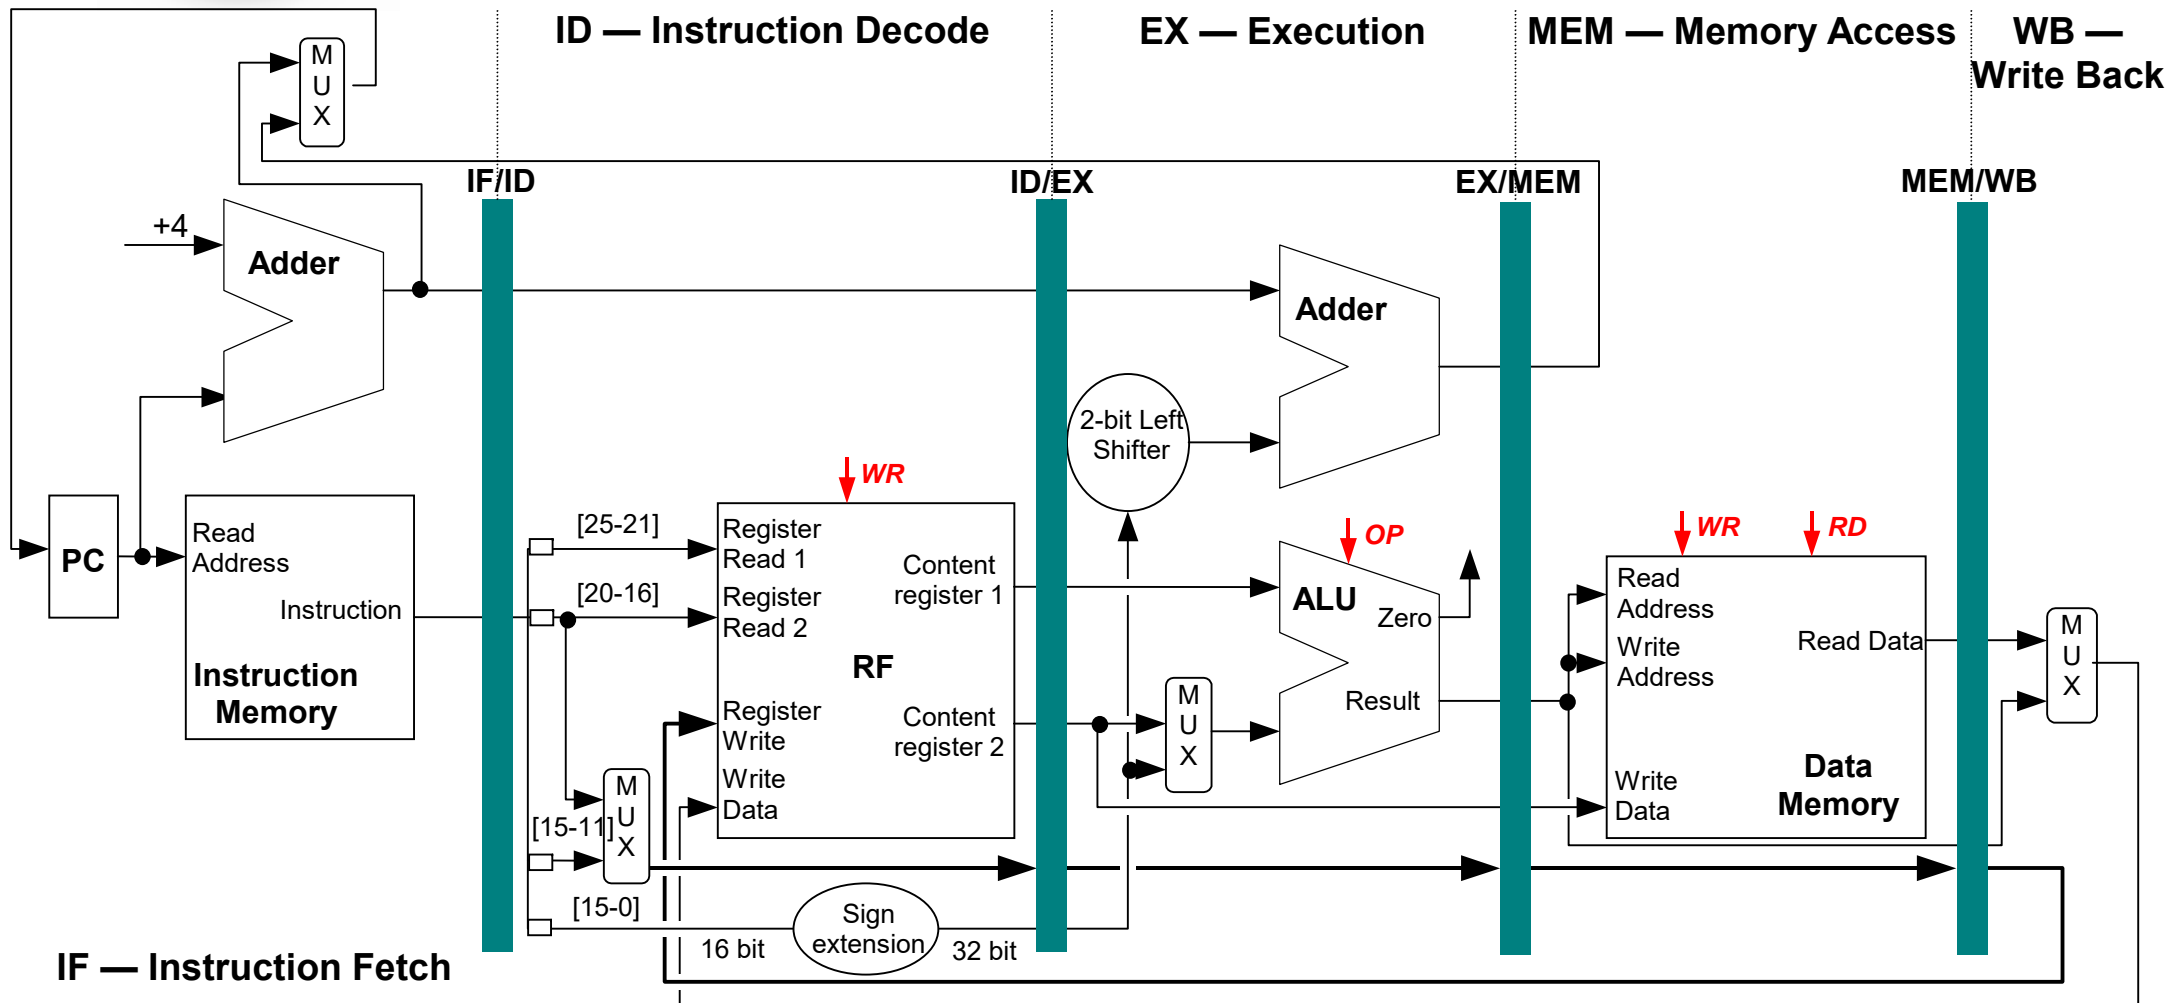 ID — Instruction Decode
EX — Execution
MEM — Memory Access
WB —
Write Back
M
U
X
IF/ID
ID/EX
EX/MEM
MEM/WB
+4
Adder
Adder
2-bit Left
Shifter
WR
[25-21]
[20-16]
PC
Read
Address
Instruction
Instruction
Memory
Register
Read 1
Register
Read 2
RF
Register
Write
Write
Data
Content
register 1
Content
register 2
OP
ALU
Zero
Result
M
U
X
WR
RD
Read
Address
Write
Address
Read Data
Write
Data
Data
Memory
M
U
X
M
U
X
[15-11]
[15-0]
16 bit
Sign
extension
32 bit
IF — Instruction Fetch